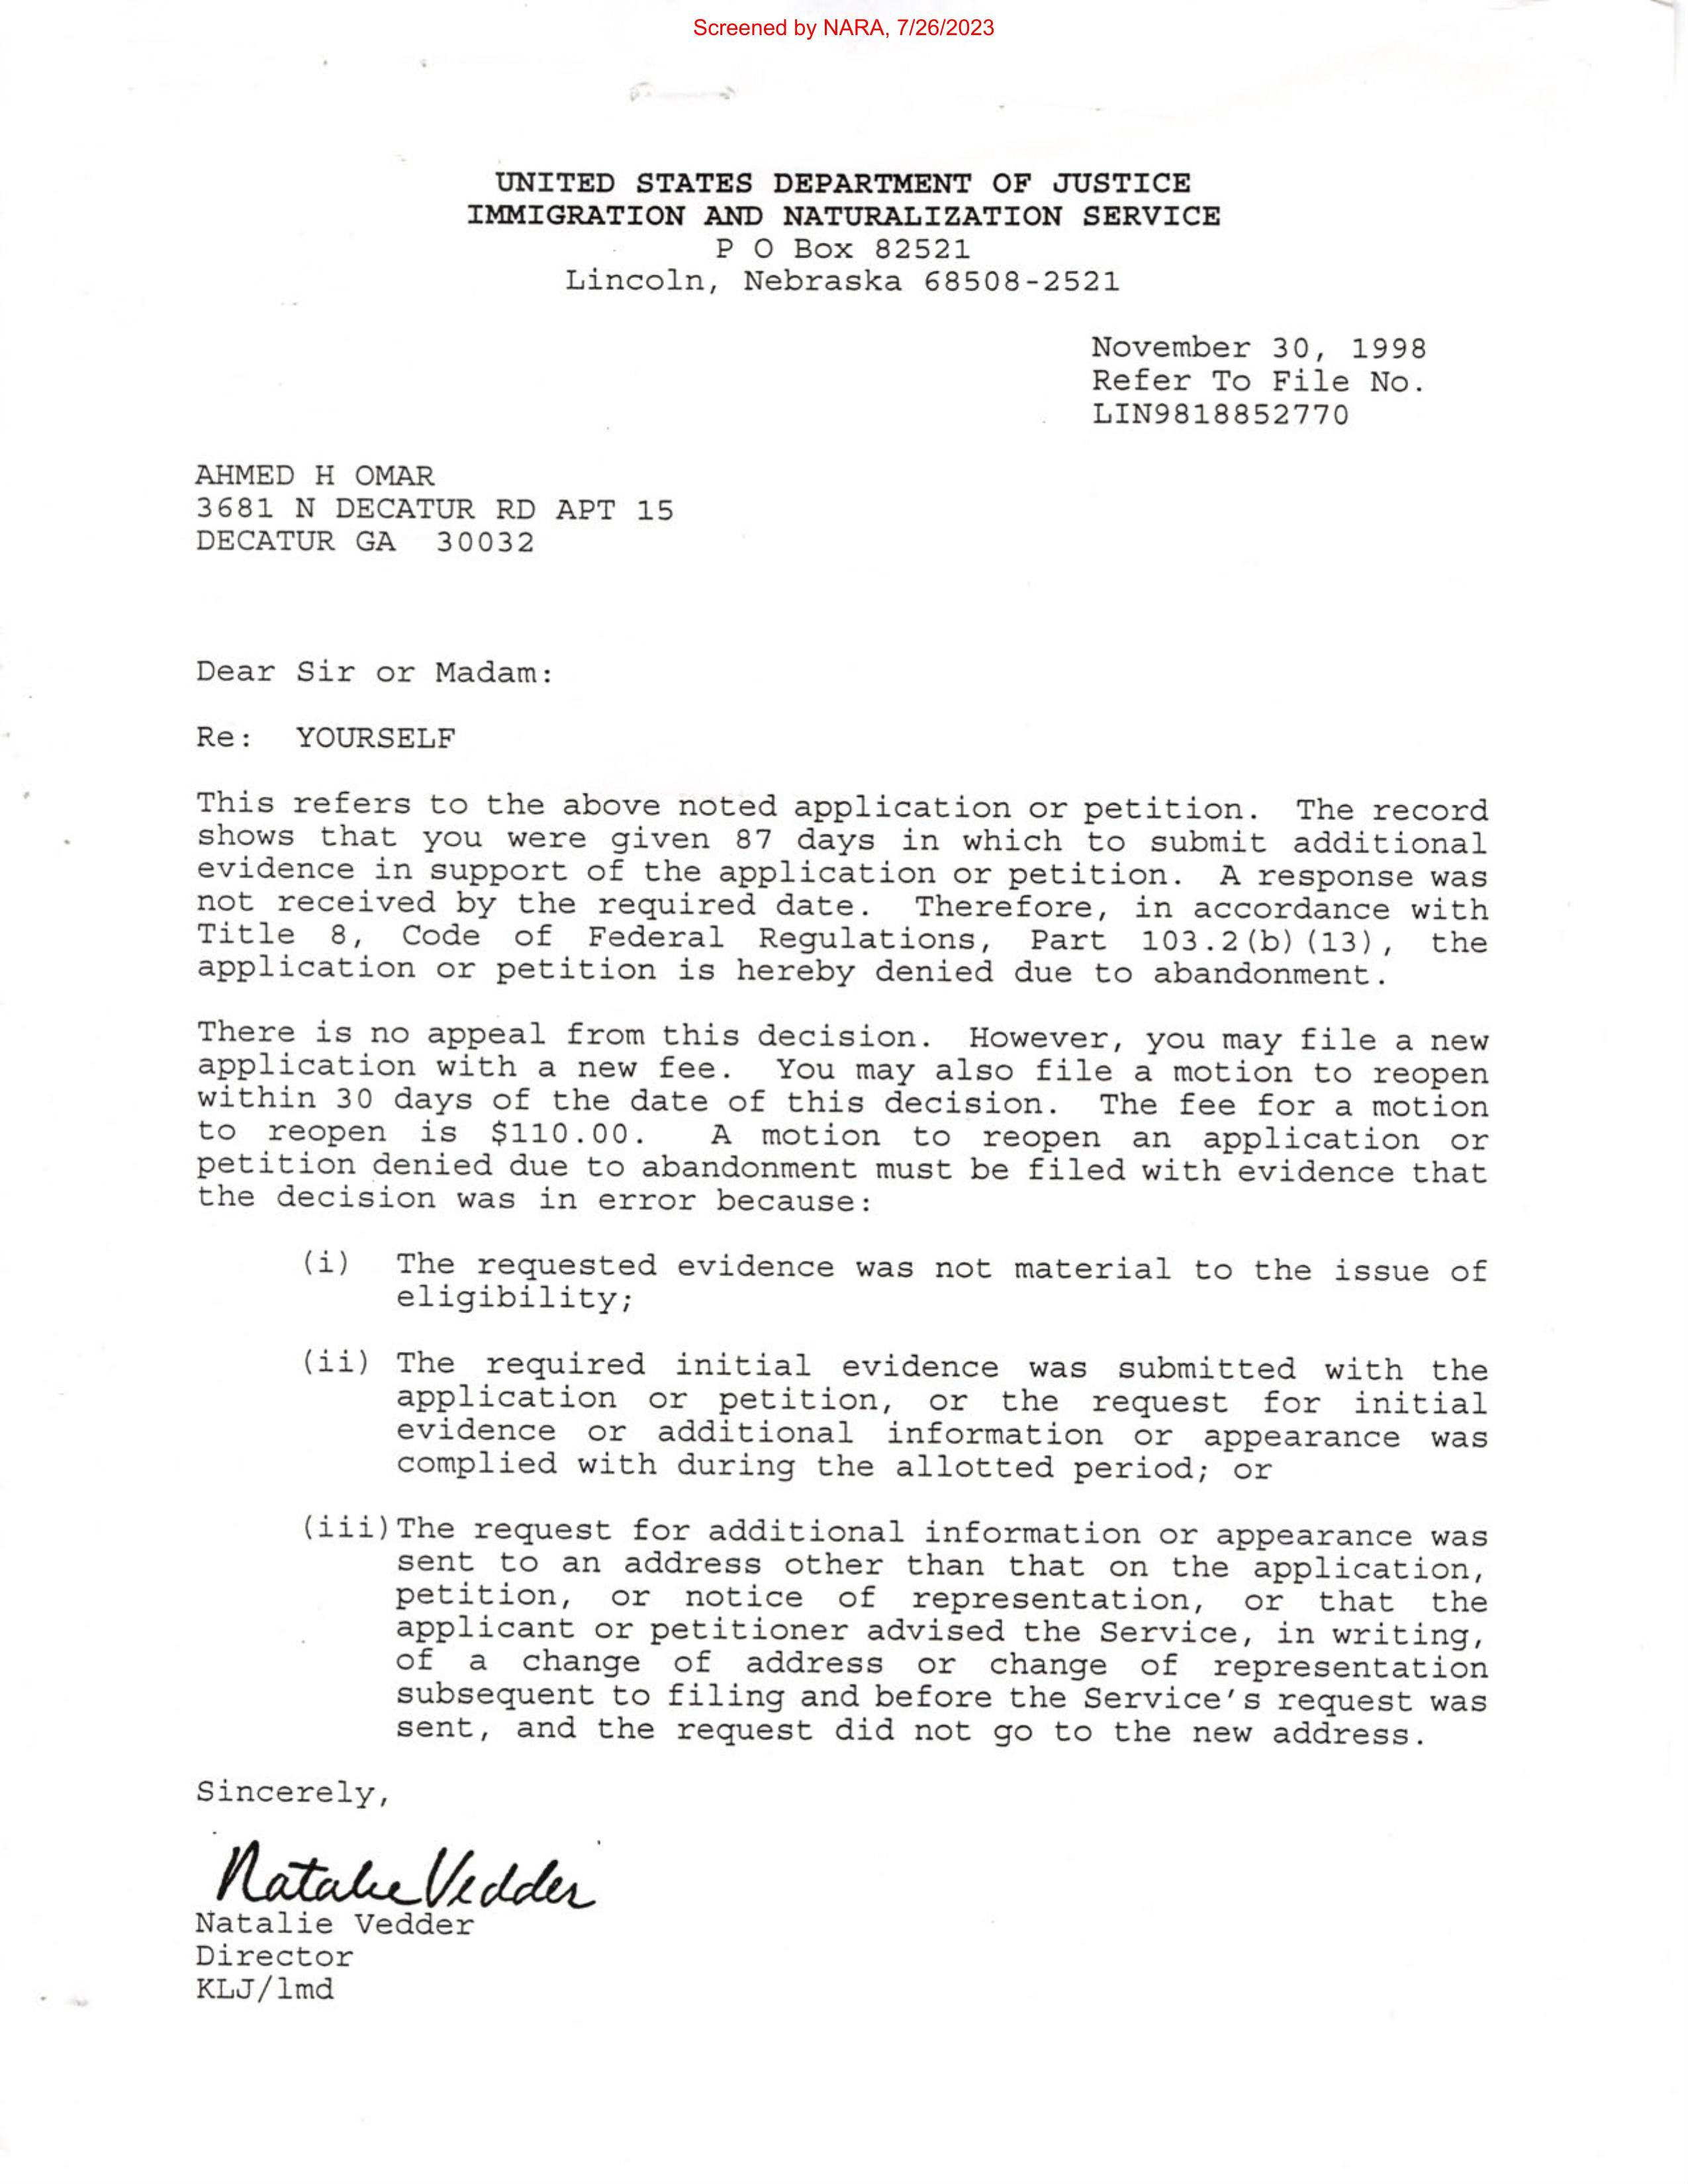 Screened by NARA, 7/26/2023
UNITED STATES DEPARTMENT OF JUSTICE
IMMIGRATION AND NATURALIZATION SERVICE
P O Box 82521
Lincoln, Nebraska 68508-2521
November 30, 1998
Refer To File No.
LIN9818852770
AHMED H OMAR
3681 N DECATUR RD APT 15
DECATUR GA 30032
Dear Sir or Madam:
Re: YOURSELF
This refers to the above noted application or petition. The record
shows that you were given 87 days in which to submit additional
evidence in support of the application or petition. A response was
not received by the required date. Therefore, in accordance with
Title 8, Code of Federal Regulations, Part 103.2(b)(13), the
application or petition is hereby denied due to abandonment.
There is no appeal from this decision. However, you may file a new
application with a new fee. You may also file a motion to reopen
within 30 days of the date of this decision. The fee for a motion
to reopen is $110.00. A motion to reopen an application or
petition denied due to abandonment must be filed with evidence that
the decision was in error because:
(i) The requested evidence was not material to the issue of
eligibility;
(ii) The required initial evidence was submitted with the
application or petition, or the request for initial
evidence or additional information or appearance was
complied with during the allotted period; or
(iii) The request for additional information or appearance was
sent to an address other than that on the application,
petition, or notice of representation, or that the
applicant or petitioner advised the Service, in writing,
of a change of address or change of representation
subsequent to filing and before the Service's request was
sent, and the request did not go to the new address.
Sincerely,
Natalie Vedder
Natalie Vedder
Director
KLJ/lmd